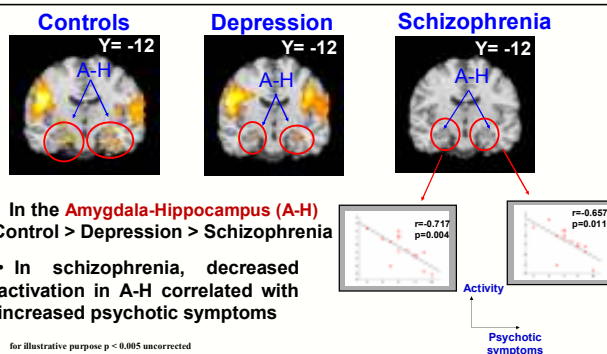 Controls
Depression
Schizophrenia
Y= -12
Y= -12
Y= -12
A-H
A-H
A-H
In the Amygdala-Hippocampus (A-H)
Control > Depression > Schizophrenia
• In schizophrenia, decreased
activation in A-H correlated with
increased psychotic symptoms
r=-0.717
p=0.004
r=-0.657
p=0.011
Activity
Psychotic
symptoms
for illustrative purpose p < 0.005 uncorrected